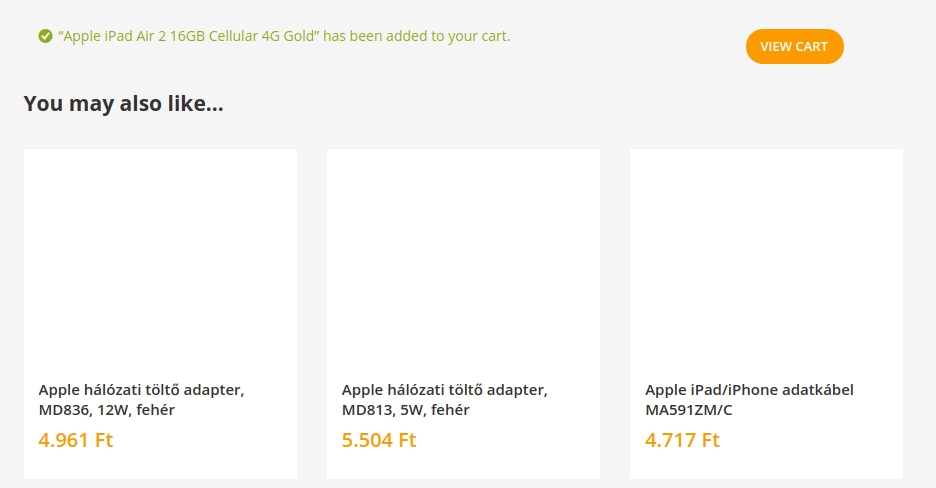 “Apple iPad Air 2 16GB Cellular 4G Gold” has been added to your cart.
VIEW CART
You may also like...
Apple hálózati töltő adapter,
MD836, 12W, fehér
4.961 Ft
Apple hálózati töltő adapter,
MD813, 5W, fehér
5.504 Ft
Apple iPad/iPhone adatkábel
MA591ZM/C
4.717 Ft